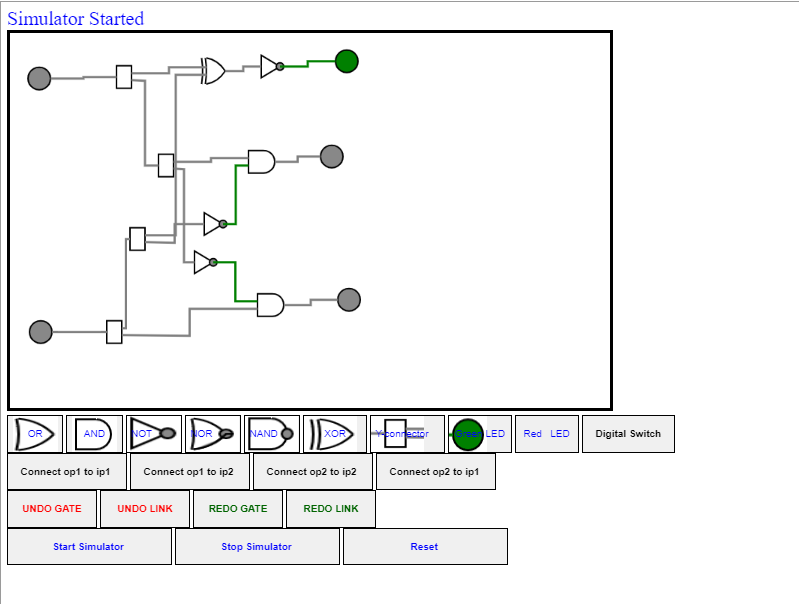 Simulator Started
OR AND NOT NOR NAND XOR Y-connector Green LED Red LED Digital Switch
Connect op1 to ip1 Connect op1 to ip2 Connect op2 to ip2 Connect op2 to ip1
UNDO GATE UNDO LINK REDO GATE REDO LINK
Start Simulator Stop Simulator Reset